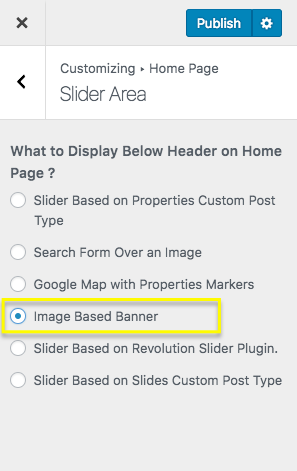 Publish
Customizing ▸ Home Page
Slider Area
What to Display Below Header on Home
Page ?
Slider Based on Properties Custom Post
Type
Search Form Over an Image
Google Map with Properties Markers
Image Based Banner
Slider Based on Revolution Slider Plugin.
Slider Based on Slides Custom Post Type